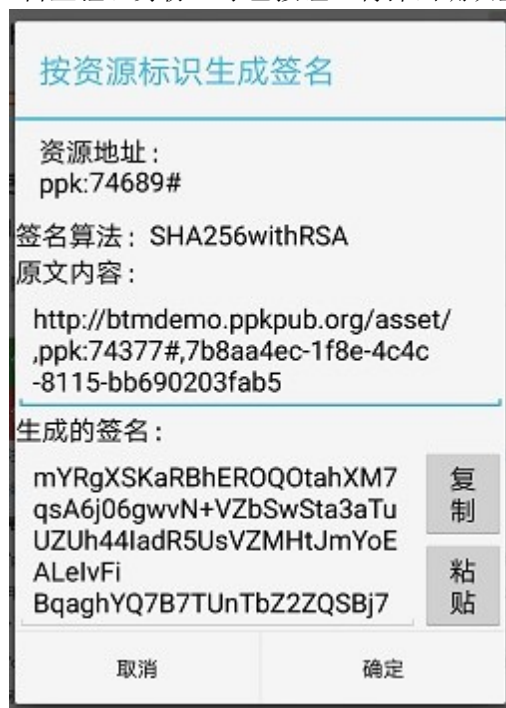 按资源标识生成签名
资源地址：
ppk:74689#
签名算法：SHA256withRSA
原文内容：
http://btmdemo.ppkpub.org/asset/
,ppk:74377#,7b8aa4ec-1f8e-4c4c
-8115-bb690203fab5
生成的签名：
mYRgXSKaRBhEROQOtahXM7
qsA6j06gwvN+VZbSwSta3aTu
UZUh44IadR5UsVZMHtJmYoE
ALeIvFi
BqaghYQ7B7TUnTbZ2ZQSBj7
复制
粘贴
取消
确定